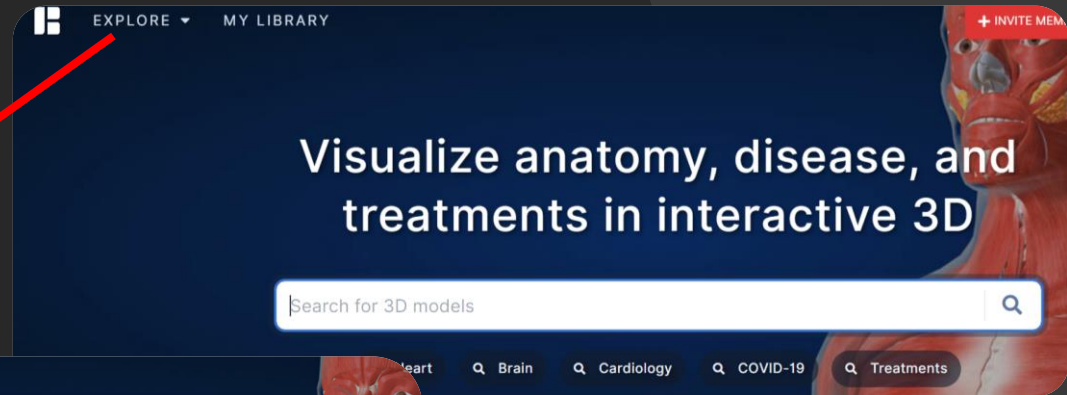 EXPLORE MY LIBRARY
+ INVITE
Visualize anatomy, disease, and
treatments in interactive 3D
Search for 3D models
Brain Cardiology COVID-19 Treatments